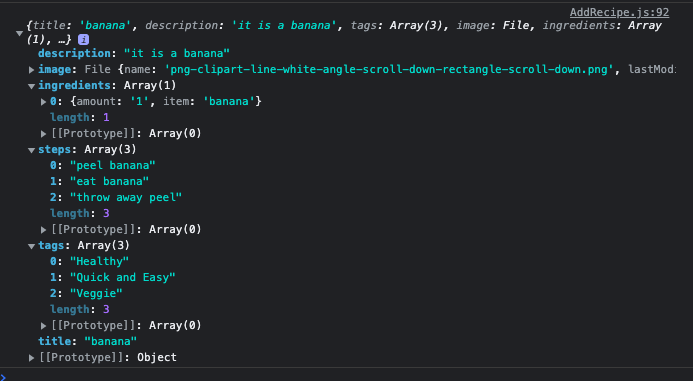 AddRecipe.js:92
{title: 'banana', description: 'it is a banana', tags: Array(3), image: File, ingredients: Array
(1), …} i
description: "it is a banana"
image: File {name: 'png-clipart-line-white-angle-scroll-down-rectangle-scroll-down.png', lastModi
ingredients: Array(1)
0: {amount: '1', item: 'banana'}
length: 1
[[Prototype]]: Array(0)
steps: Array(3)
0: "peel banana"
1: "eat banana"
2: "throw away peel"
length: 3
[[Prototype]]: Array(0)
tags: Array(3)
0: "Healthy"
1: "Quick and Easy"
2: "Veggie"
length: 3
[[Prototype]]: Array(0)
title: "banana"
[[Prototype]]: Object